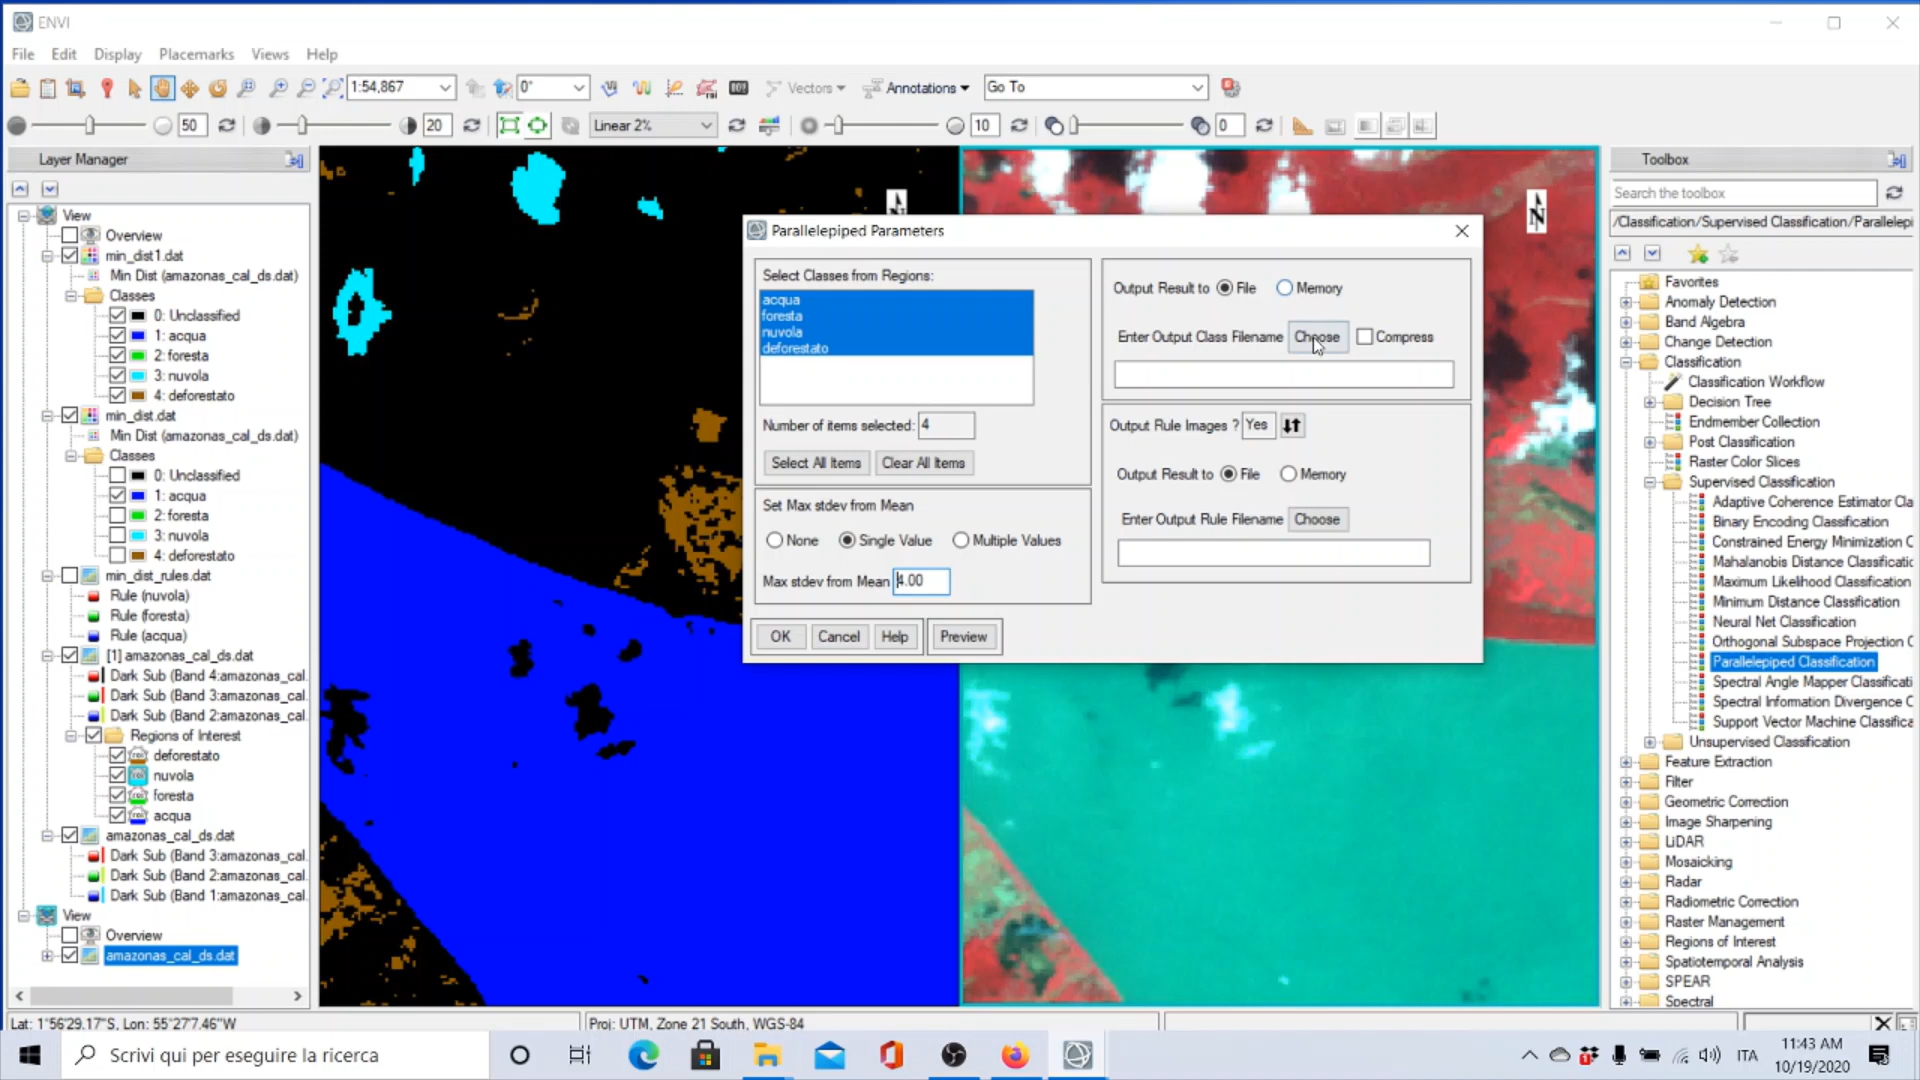 ENVI
File Edit Display Placemarks Views Help
1:54,867 0° Vectors Annotations Go To
50 20 Linear 2% 10 0
Layer Manager
View
Overview
min_dist1.dat
Min Dist (amazonas_cal_ds.dat)
Classes
0: Unclassified
1: acqua
2: foresta
3: nuvola
4: deforestato
min_dist.dat
Min Dist (amazonas_cal_ds.dat)
Classes
0: Unclassified
1: acqua
2: foresta
3: nuvola
4: deforestato
min_dist_rules.dat
Rule (nuvola)
Rule (foresta)
Rule (acqua)
[1] amazonas_cal_ds.dat
Dark Sub (Band 4:amazonas_cal.
Dark Sub (Band 3:amazonas_cal.
Dark Sub (Band 2:amazonas_cal.
Regions of Interest
deforestato
nuvola
foresta
acqua
amazonas_cal_ds.dat
Dark Sub (Band 3:amazonas_cal.
Dark Sub (Band 2:amazonas_cal.
Dark Sub (Band 1:amazonas_cal.
View
Overview
amazonas_cal_ds.dat
N
Parallelepiped Parameters
Select Classes from Regions:
acqua
foresta
nuvola
deforestato
Number of items selected: 4
Select All Items Clear All Items
Set Max stdev from Mean
None Single Value Multiple Values
Max stdev from Mean 4.00
OK Cancel Help Preview
Output Result to File Memory
Enter Output Class Filename Choose Compress
Output Rule Images ? Yes
Output Result to File Memory
Enter Output Rule Filename Choose
Toolbox
Search the toolbox
/Classification/Supervised Classification/Parallelepi
Favorites
Anomaly Detection
Band Algebra
Change Detection
Classification
Classification Workflow
Decision Tree
Endmember Collection
Post Classification
Raster Color Slices
Supervised Classification
Adaptive Coherence Estimator Cla
Binary Encoding Classification
Constrained Energy Minimization C
Mahalanobis Distance Classificatio
Maximum Likelihood Classification
Minimum Distance Classification
Neural Net Classification
Orthogonal Subspace Projection C
Parallelepiped Classification
Spectral Angle Mapper Classificati
Spectral Information Divergence C
Support Vector Machine Classifica
Unsupervised Classification
Feature Extraction
Filter
Geometric Correction
Image Sharpening
LiDAR
Mosaicking
Radar
Radiometric Correction
Raster Management
Regions of Interest
Spatiotemporal Analysis
SPEAR
Spectral
Lat: 1°56'29.17"S, Lon: 55°27'7.46"W
Proj: UTM, Zone 21 South, WGS-84
Scrivi qui per eseguire la ricerca
ITA
11:43 AM
10/19/2020